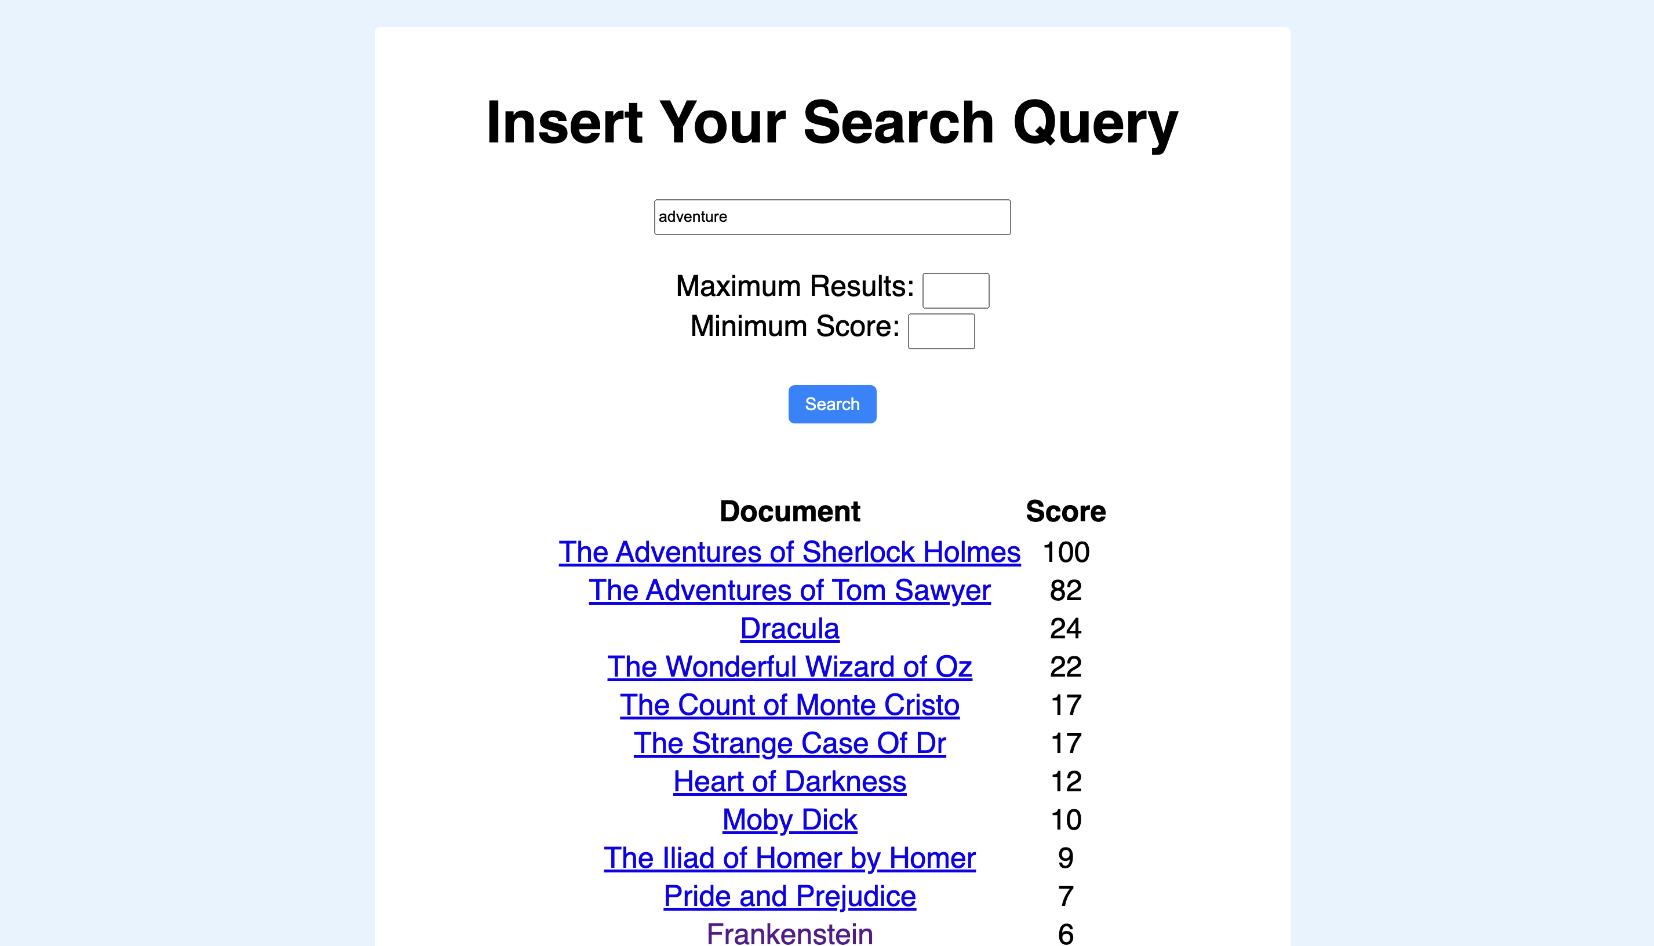 Insert Your Search Query
adventure
Maximum Results:
Minimum Score:
Search
Document Score
The Adventures of Sherlock Holmes 100
The Adventures of Tom Sawyer 82
Dracula 24
The Wonderful Wizard of Oz 22
The Count of Monte Cristo 17
The Strange Case Of Dr 17
Heart of Darkness 12
Moby Dick 10
The Iliad of Homer by Homer 9
Pride and Prejudice 7
Frankenstein 6